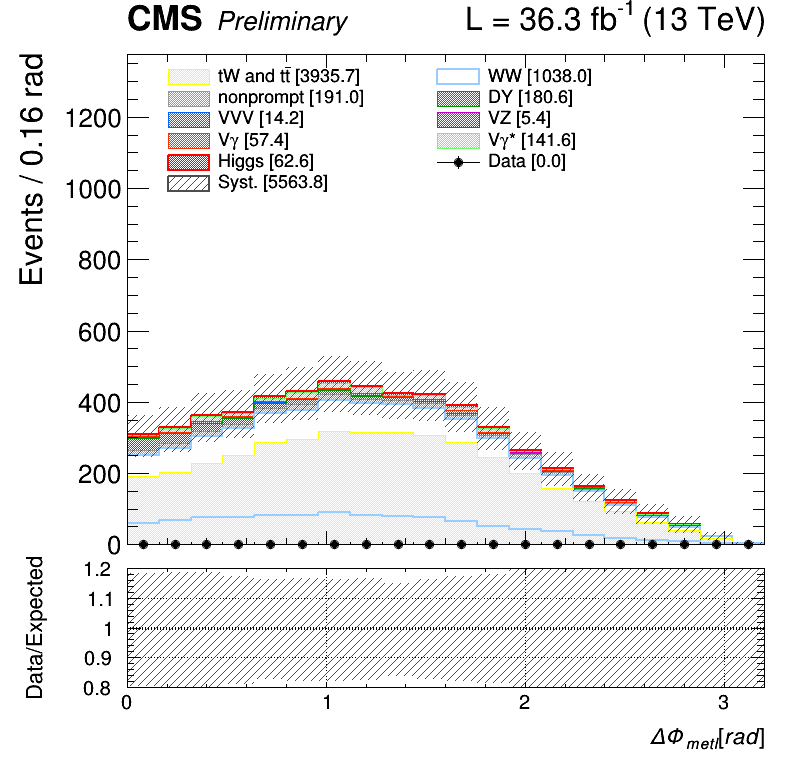 CMS Preliminary L = 36.3 fb⁻¹ (13 TeV)
Events / 0.16 rad
tW and tt̄ [3935.7] WW [1038.0]
nonprompt [191.0] DY [180.6]
VVV [14.2] VZ [5.4]
Vγ [57.4] Vγ* [141.6]
Higgs [62.6] Data [0.0]
Syst. [5563.8]
1200
1000
800
600
400
200
0
Data/Expected
1.2
1.1
1
0.9
0.8
0 1 2 3
ΔΦ metl [rad]